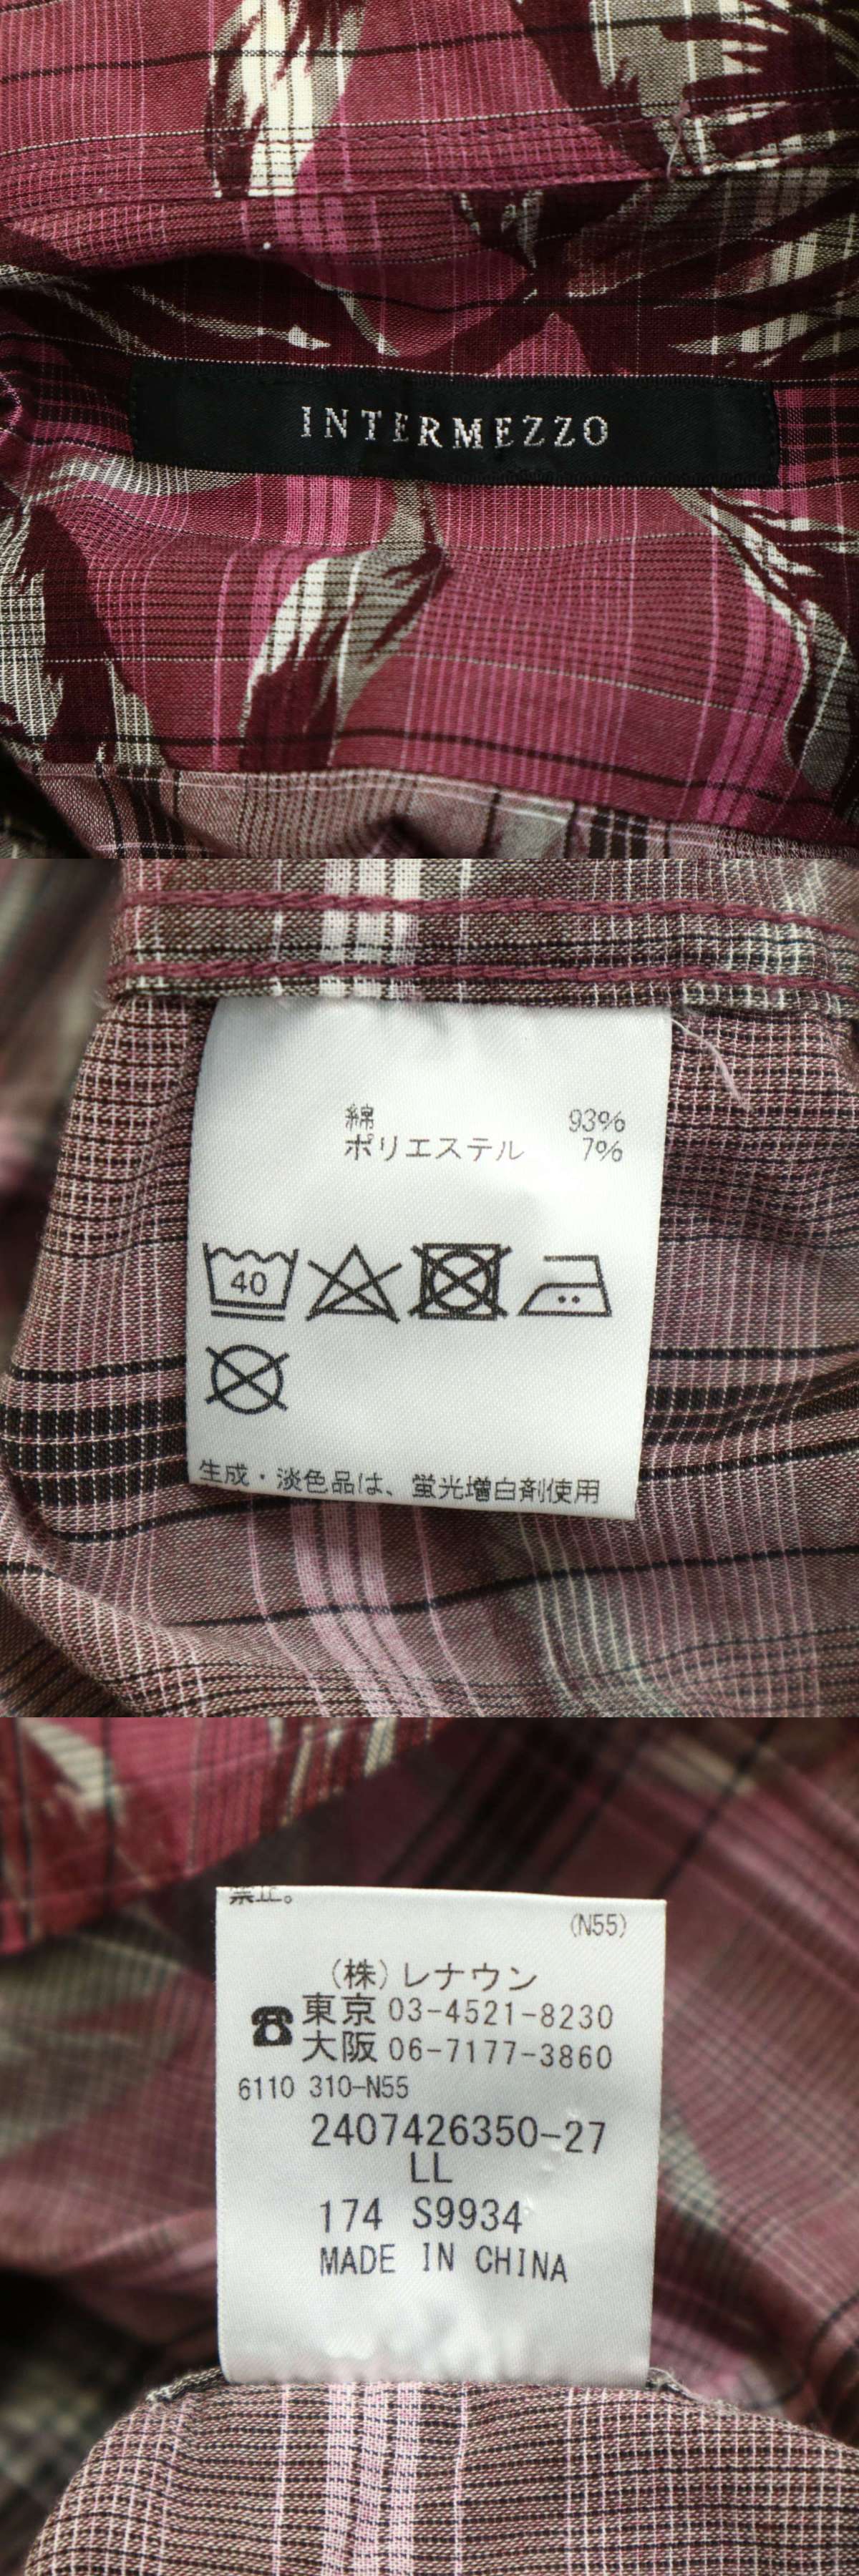 INTERMEZZO
綿 93%
ポリエステル 7%
40
生成・淡色品は、蛍光増白剤使用
禁止。
(N55)
(株)レナウン
☎東京 03-4521-8230
大阪 06-7177-3860
6110 310-N55
2407426350-27
LL
174 S9934
MADE IN CHINA